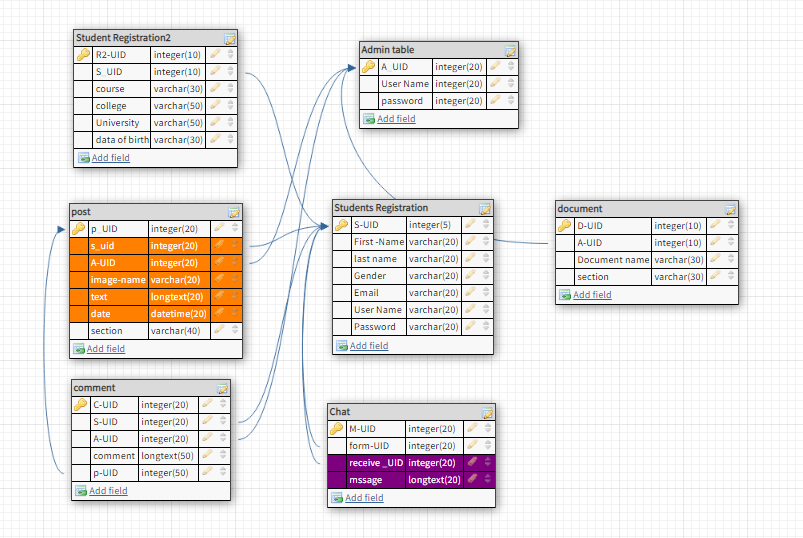 Student Registration2
R2-UID integer(10)
S_UID integer(10)
course varchar(30)
college varchar(50)
University varchar(50)
data of birth varchar(30)
Add field
Admin table
A_UID integer(20)
User Name integer(20)
password integer(20)
Add field
post
p_UID integer(20)
s_uid integer(20)
A-UID integer(20)
image-name varchar(20)
text longtext(20)
date datetime(20)
section varchar(40)
Add field
Students Registration
S-UID integer(5)
First -Name varchar(20)
last name varchar(20)
Gender varchar(20)
Email varchar(20)
User Name varchar(20)
Password varchar(20)
Add field
document
D-UID integer(10)
A-UID integer(10)
Document name varchar(30)
section varchar(30)
Add field
comment
C-UID integer(20)
S-UID integer(20)
A-UID integer(20)
comment longtext(50)
p-UID integer(50)
Add field
Chat
M-UID integer(20)
form-UID integer(20)
receive _UID integer(20)
mssage longtext(20)
Add field